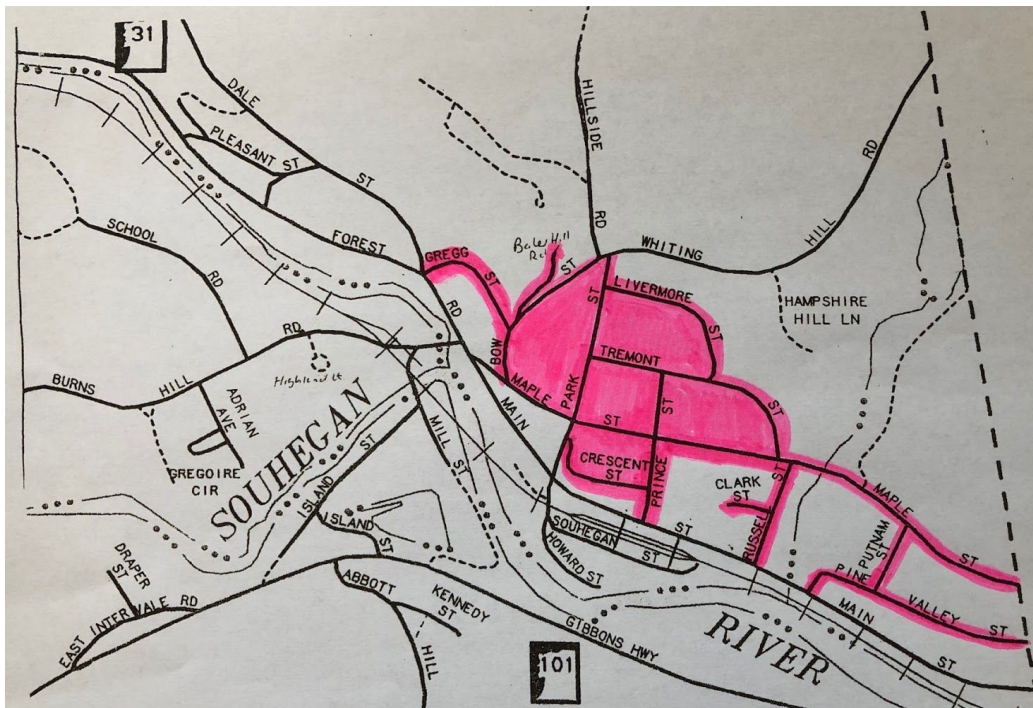 31
DALE ST
PLEASANT ST
FOREST RD
SCHOOL RD
HILLSIDE RD
WHITING HILL RD
GREGG ST
BOW ST
LIVERMORE ST
HAMPSHIRE
HILL LN
TREMONT ST
PARK ST
MAPLE ST
BURNS HILL RD
Highland Ct
ADRIAN
AVE
GREGOIRE
CIR
SOUHEGAN
MAIN ST
MILL ST
ISLAND ST
ISLAND ST
CRESCENT
ST
PRINCE ST
CLARK
ST
RUSSEL ST
SOUHEGAN ST
HOWARD ST
MAPLE ST
PUTNAM
ST
PINE VALLEY ST
MAIN ST
DRAPER
ST
EAST INTERVALE RD
ABBOTT HILL
KENNEDY
ST
GIBBONS HWY
RIVER
101